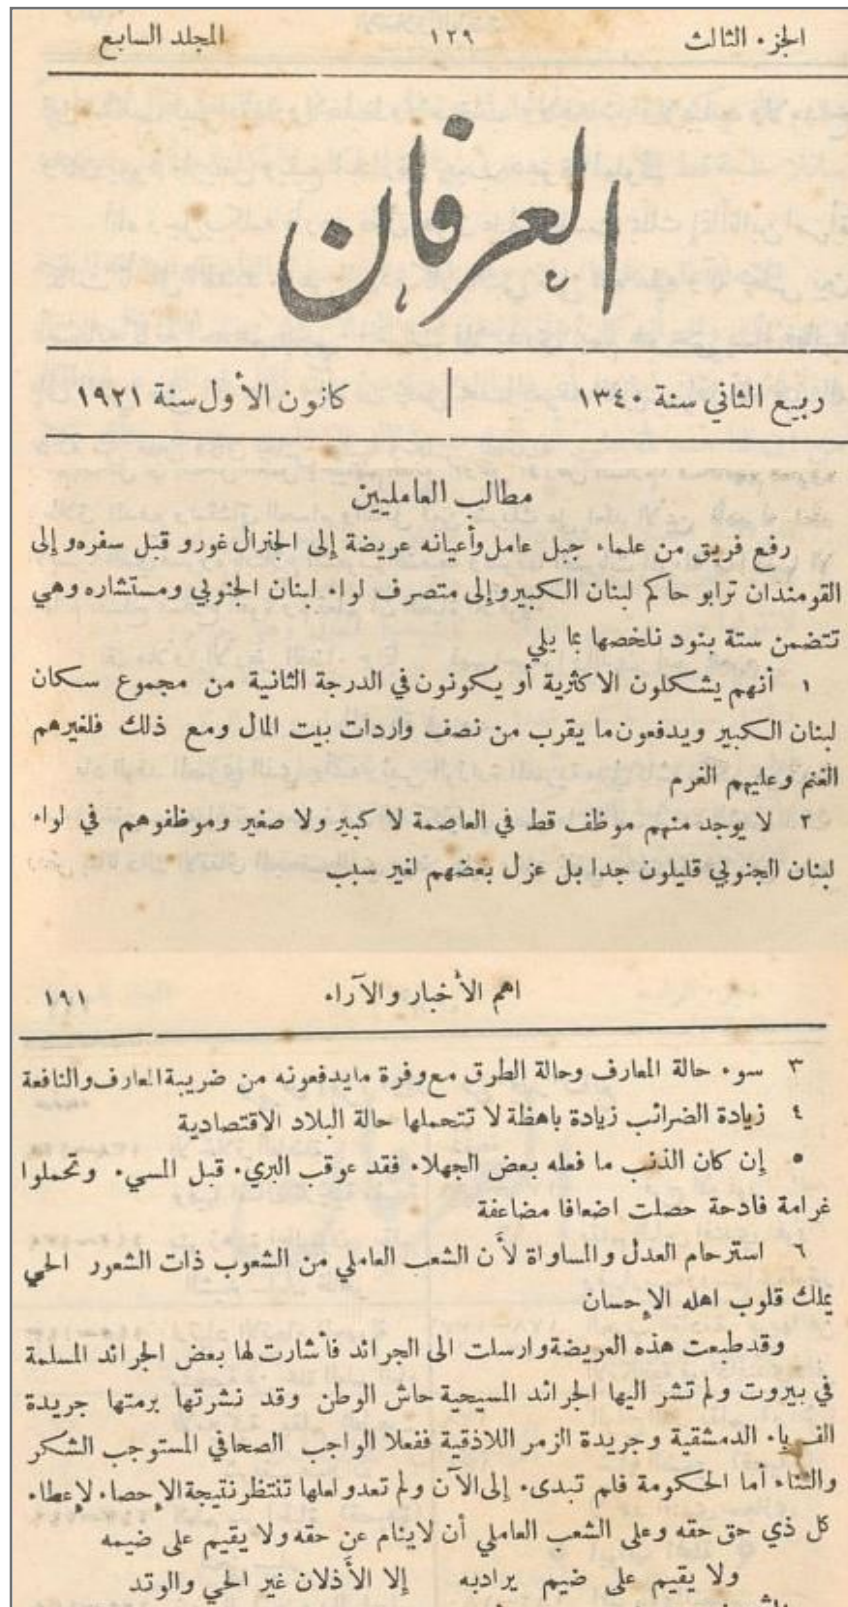 الجزء الثالث ١٢٩ المجلد السابع
العرفان
ربيع الثاني سنة ١٣٤٠ كانون الأول سنة ١٩٢١
مطالب العامليين
رفع فريق من علماء جبل عامل وأعيانه عريضة إلى الجنرال غورو قبل سفره وإلى
القومندان ترابو حاكم لبنان الكبير وإلى متصرف لواء لبنان الجنوبي ومستشاره وهي
تتضمن ستة بنود نلخصها بما يلي
١ أنهم يشكلون الاكثرية أو يكونون في الدرجة الثانية من مجموع سكان
لبنان الكبير ويدفعون ما يقرب من نصف واردات بيت المال ومع ذلك فلغيرهم
الغنم وعليهم الغرم
٢ لا يوجد منهم موظف قط في العاصمة لا كبير ولا صغير وموظفوهم في لواء
لبنان الجنوبي قليلون جدا بل عزل بعضهم لغير سبب
اهم الأخبار والآراء ١٩١
٣ سوء حالة المعارف وحالة الطرق مع وفرة مايدفعونه من ضريبة المعارف والنافعة
٤ زيادة الضرائب زيادة باهظة لا تتحملها حالة البلاد الاقتصادية
٥ إن كان الذنب ما فعله بعض الجهلاء فقد عوقب البريء قبل المسيء وتحملوا
غرامة فادحة حصلت اضعافا مضاعفة
٦ استرحام العدل والمساواة لأن الشعب العاملي من الشعوب ذات الشعور الحي
يملك قلوب اهله الإحسان
وقد طبعت هذه العريضة وارسلت الى الجرائد فأشارت لها بعض الجرائد المسلمة
في بيروت ولم تشر اليها الجرائد المسيحية حاش الوطن وقد نشرتها برمتها جريدة
الدمشقية وجريدة الزمر اللاذقية ففعلا الواجب الصحافي المستوجب الشكر
والثناء أما الحكومة فلم تبدىء إلى الآن ولم تعدو لعلها تنتظر نتيجة الإحصاء لإعطاء
كل ذي حق حقه وعلى الشعب العاملي أن لاينام عن حقه ولا يقيم على ضيمه
ولا يقيم على ضيم يراد به إلا الأذلان غير الحي والوتد